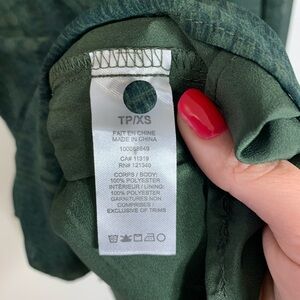 TP/XS
FAIT EN CHINE
MADE IN CHINA
CA# 11319
RN# 121340
CORPS / BODY:
100% POLYESTER
INTÉRIEUR / LINING:
100% POLYESTER
GARNITURES NON
COMPRISES /
EXCLUSIVE OF TRIMS